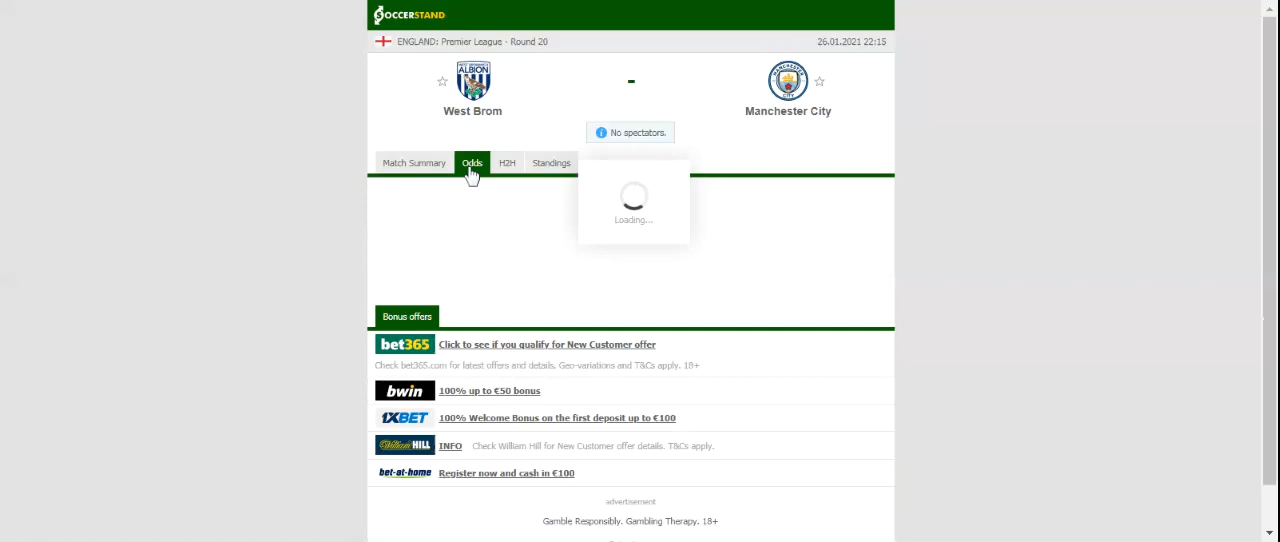 SOCCERSTAND
ENGLAND: Premier League - Round 20 26.01.2021 22:15
ALBION
-
West Brom Manchester City
No spectators.
Match Summary Odds H2H Standings
Loading...
Bonus offers
bet365 Click to see if you qualify for New Customer offer
Check bet365.com for latest offers and details. Geo-variations and T&Cs apply. 18+
bwin 100% up to €50 bonus
1XBET 100% Welcome Bonus on the first deposit up to €100
William HILL INFO Check William Hill for New Customer offer details. T&Cs apply.
bet-at-home Register now and cash in €100
advertisement
Gamble Responsibly. Gambling Therapy. 18+